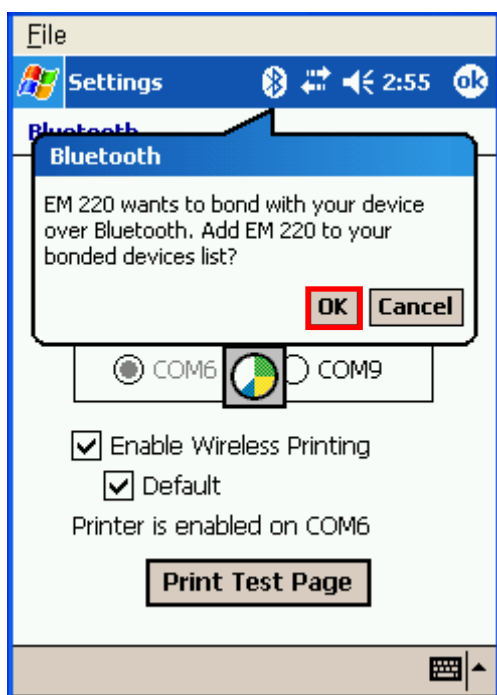 File
Settings 2:55 ok
Bluetooth
Bluetooth
EM 220 wants to bond with your device
over Bluetooth. Add EM 220 to your
bonded devices list?
OK Cancel
COM6 COM9
Enable Wireless Printing
Default
Printer is enabled on COM6
Print Test Page